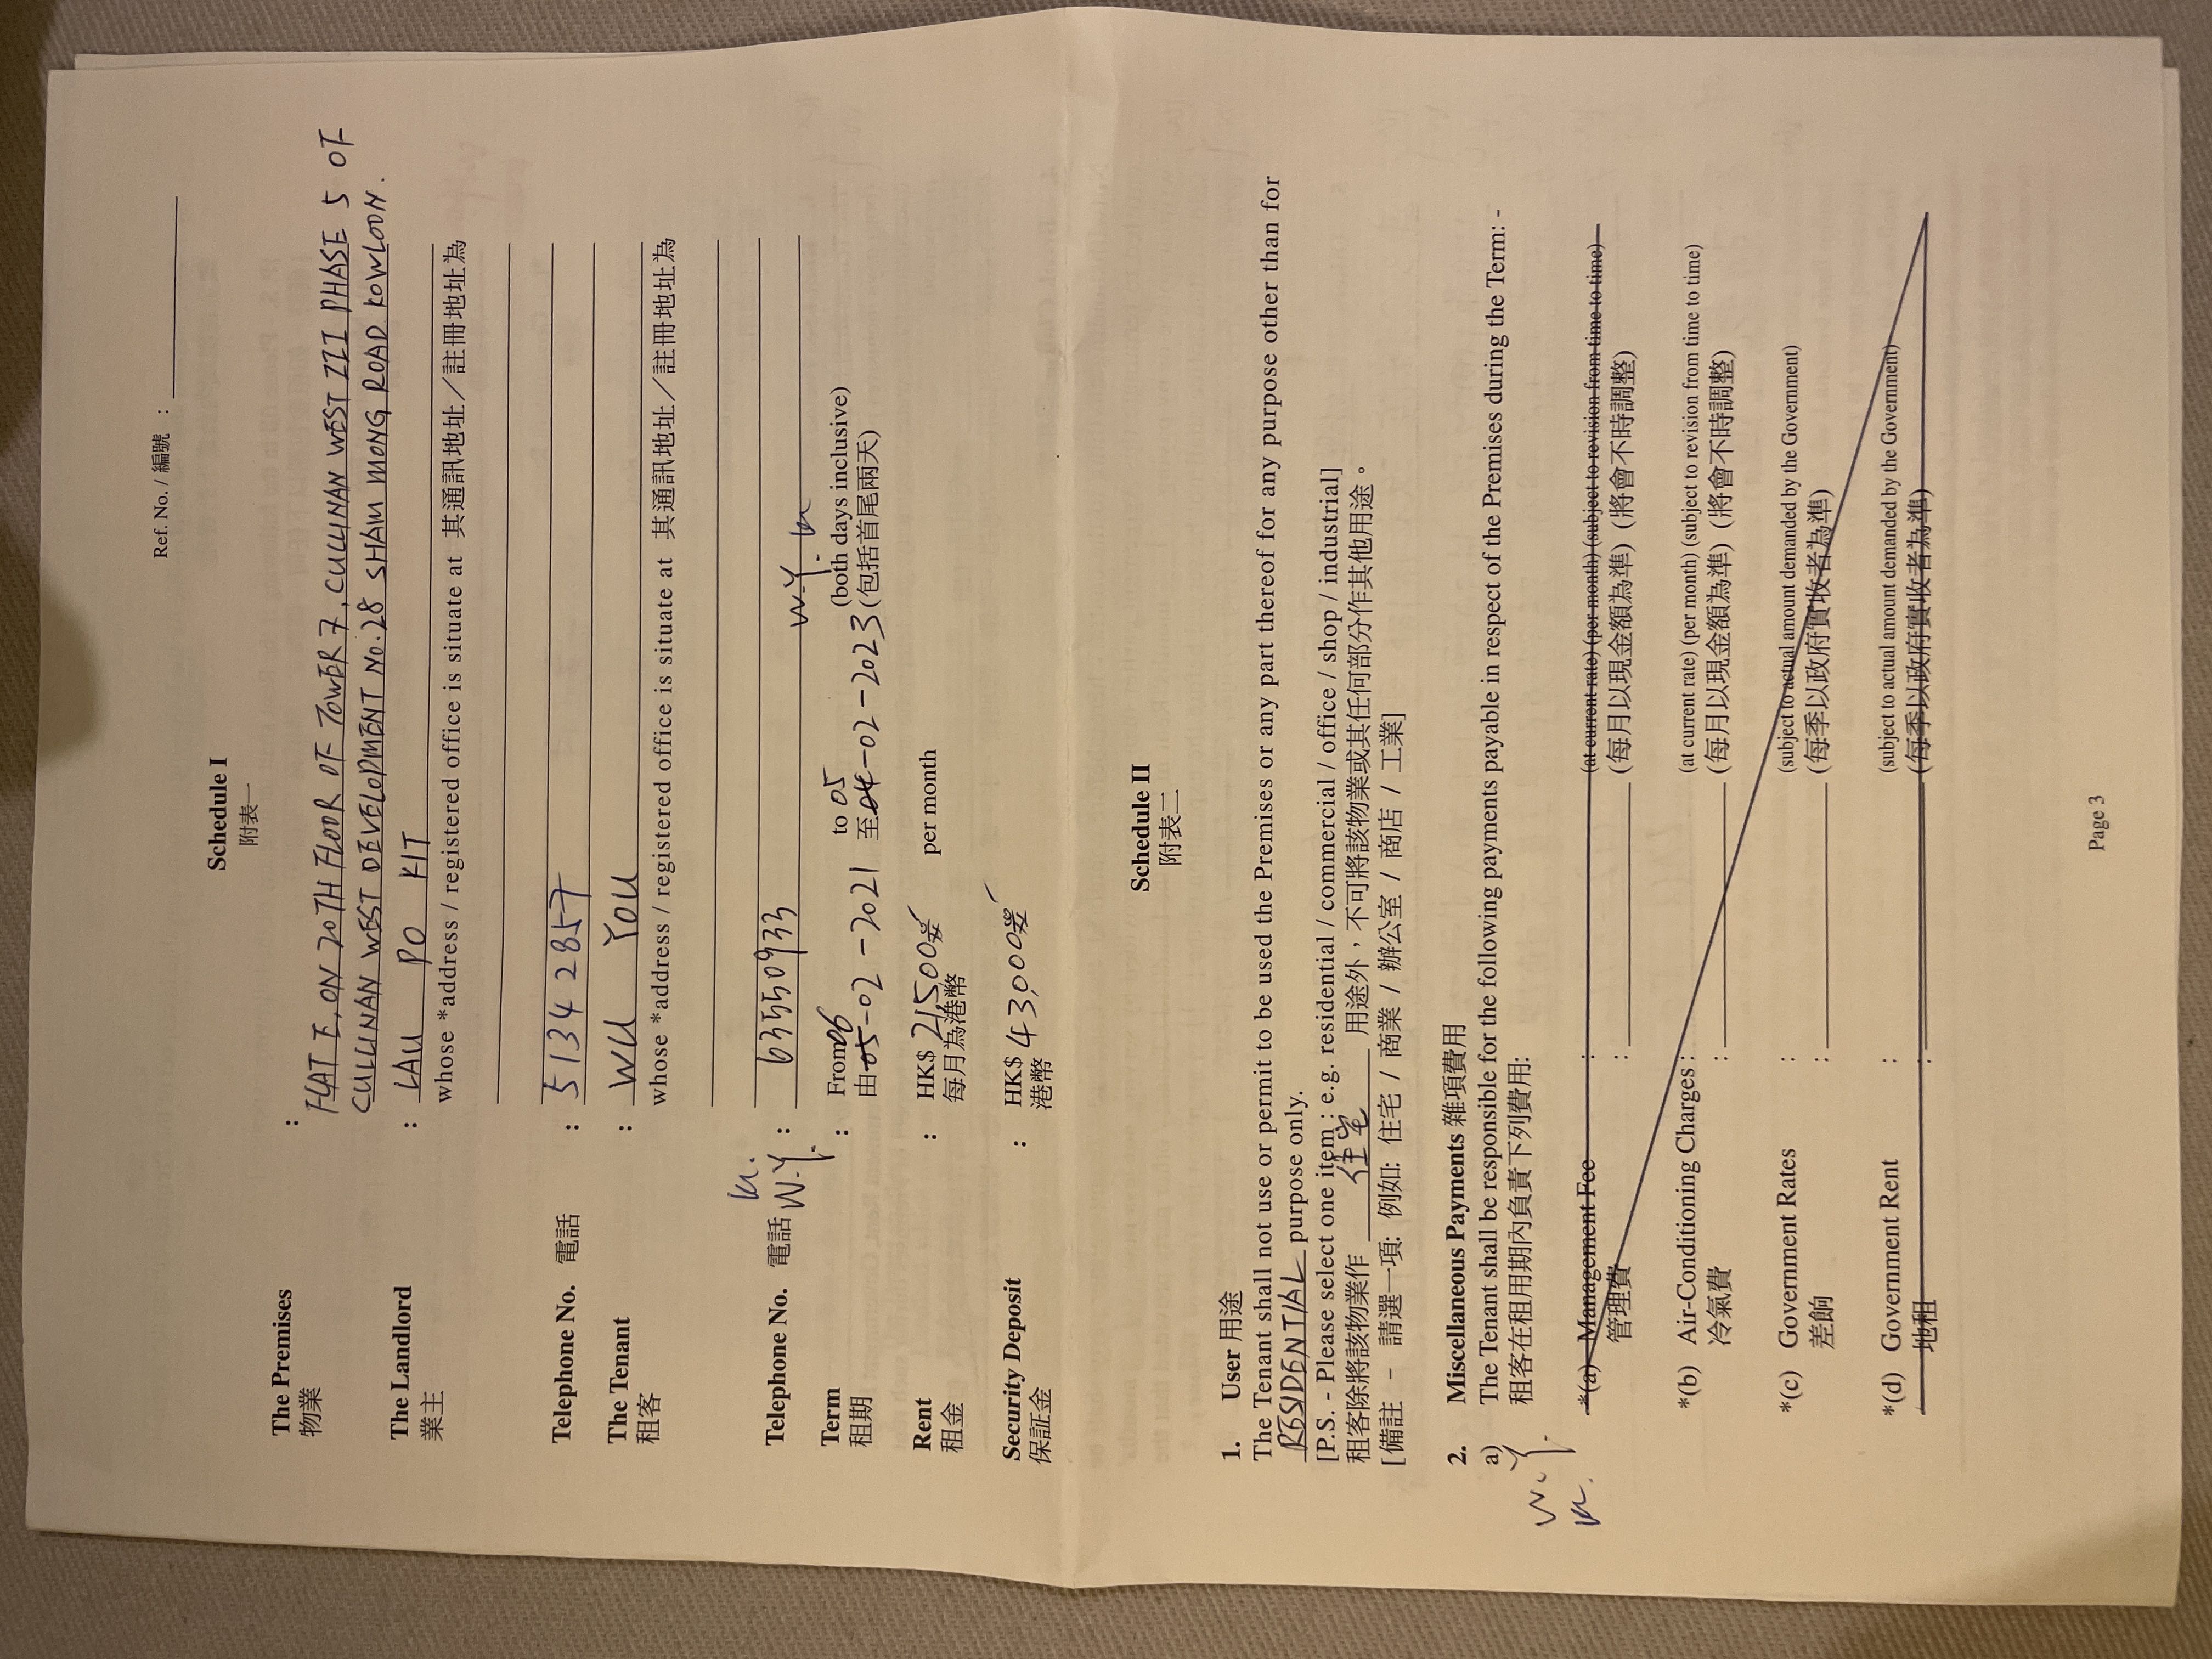 Ref. No. / 編號 :
Schedule I
附表一
The Premises :
物業
FLAT E, ON 20TH FLOOR OF TOWER 7, CULLINAN WEST III PHASE 5 OF
CULLINAN WEST DEVELOPMENT NO.28 SHAM MONG ROAD KOWLOON.
The Landlord : LAU PO KIT
業主
whose *address / registered office is situate at 其通訊地址／註冊地址為
Telephone No. 電話 : 5134 2857
The Tenant : WU YOU
租客
whose *address / registered office is situate at 其通訊地址／註冊地址為
Telephone No. 電話 : 63550933
W.Y.
W.Y.
Term : From 06 to 05 (both days inclusive)
租期 由05-02-2021 至04-02-2023 (包括首尾兩天)
Rent : HK$ 21,500 per month
租金 每月為港幣
Security Deposit : HK$ 43,000
保証金 港幣
Schedule II
附表二
1. User 用途
The Tenant shall not use or permit to be used the Premises or any part thereof for any purpose other than for
RESIDENTIAL purpose only.
[P.S. - Please select one item : e.g. residential / commercial / office / shop / industrial]
租客除將該物業作 住宅 用途外，不可將該物業或其任何部分作其他用途。
[備註 - 請選一項: 例如: 住宅 / 商業 / 辦公室 / 商店 / 工業]
2. Miscellaneous Payments 雜項費用
a) The Tenant shall be responsible for the following payments payable in respect of the Premises during the Term: -
租客在租用期內負責下列費用:
W.Y.
*(a) Management Fee : (at current rate) (per month) (subject to revision from time to time)
管理費 : (每月以現金額為準) (將會不時調整)
*(b) Air-Conditioning Charges : (at current rate) (per month) (subject to revision from time to time)
冷氣費 : (每月以現金額為準) (將會不時調整)
*(c) Government Rates : (subject to actual amount demanded by the Government)
差餉 : (每季以政府實收者為準)
*(d) Government Rent : (subject to actual amount demanded by the Government)
地租 : (每季以政府實收者為準)
Page 3